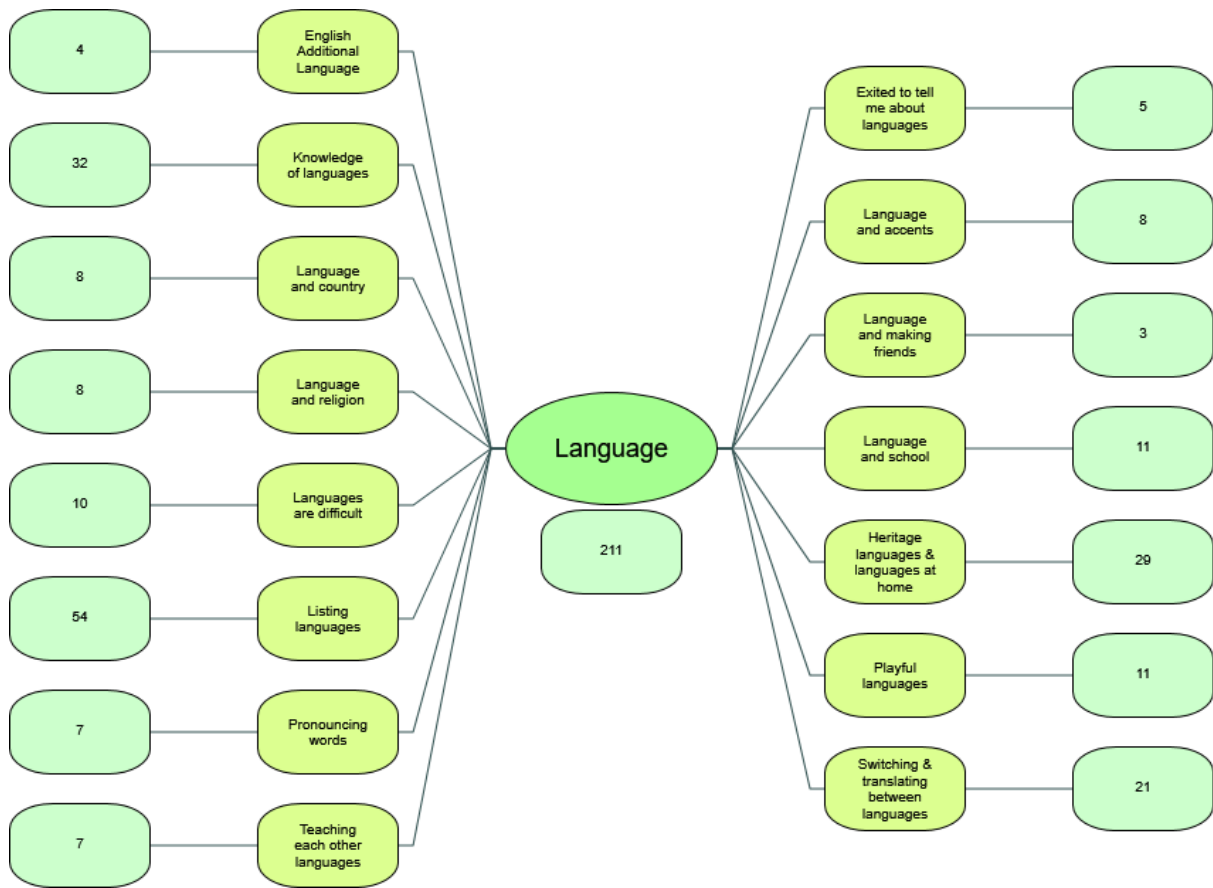 4
English
Additional
Language
32
Knowledge
of languages
8
Language
and country
8
Language
and religion
10
Languages
are difficult
54
Listing
languages
7
Pronouncing
words
7
Teaching
each other
languages
Language
211
Exited to tell
me about
languages
5
Language
and accents
8
Language
and making
friends
3
Language
and school
11
Heritage
languages &
languages at
home
29
Playful
languages
11
Switching &
translating
between
languages
21